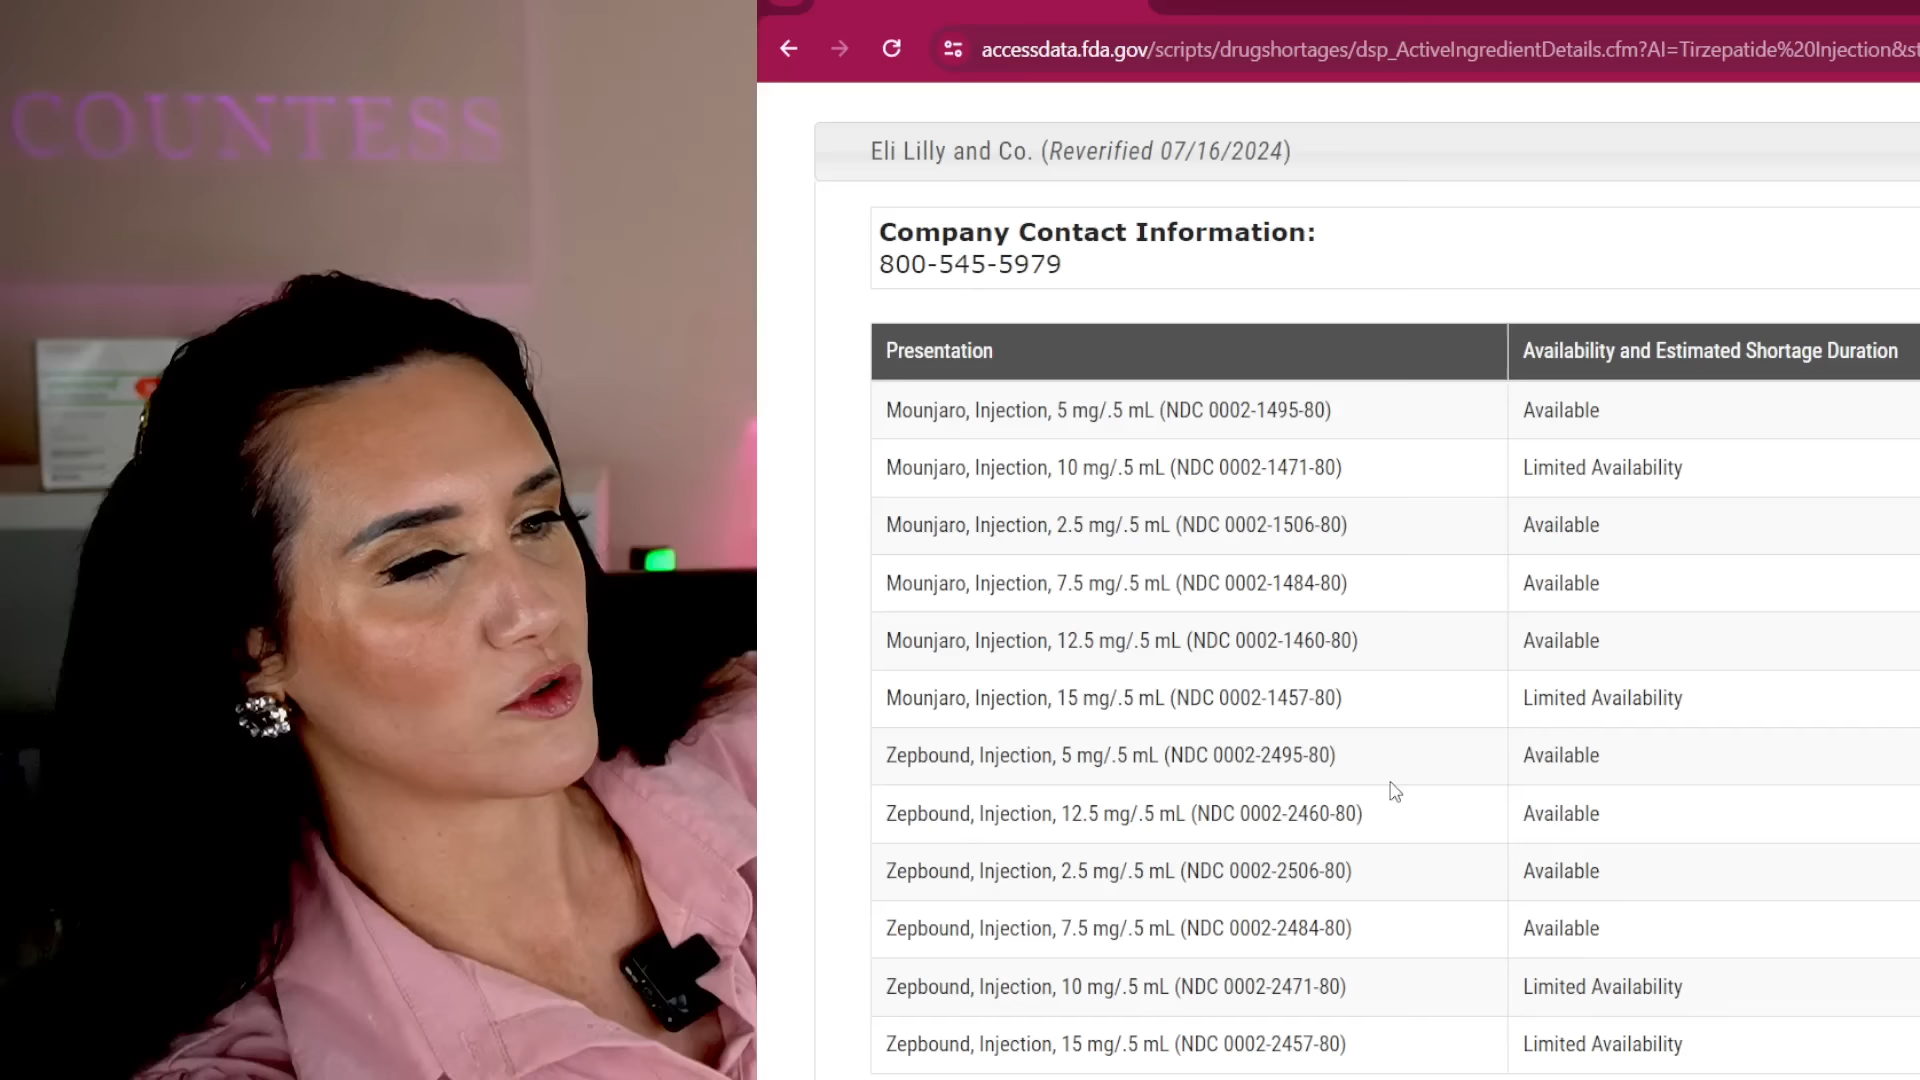 COUNTESS
accessdata.fda.gov/scripts/drugshortages/dsp_ActiveIngredientDetails.cfm?AI=Tirzepatide%20Injection&st
Eli Lilly and Co. (Reverified 07/16/2024)
Company Contact Information:
800-545-5979
Presentation Availability and Estimated Shortage Duration
Mounjaro, Injection, 5 mg/.5 mL (NDC 0002-1495-80) Available
Mounjaro, Injection, 10 mg/.5 mL (NDC 0002-1471-80) Limited Availability
Mounjaro, Injection, 2.5 mg/.5 mL (NDC 0002-1506-80) Available
Mounjaro, Injection, 7.5 mg/.5 mL (NDC 0002-1484-80) Available
Mounjaro, Injection, 12.5 mg/.5 mL (NDC 0002-1460-80) Available
Mounjaro, Injection, 15 mg/.5 mL (NDC 0002-1457-80) Limited Availability
Zepbound, Injection, 5 mg/.5 mL (NDC 0002-2495-80) Available
Zepbound, Injection, 12.5 mg/.5 mL (NDC 0002-2460-80) Available
Zepbound, Injection, 2.5 mg/.5 mL (NDC 0002-2506-80) Available
Zepbound, Injection, 7.5 mg/.5 mL (NDC 0002-2484-80) Available
Zepbound, Injection, 10 mg/.5 mL (NDC 0002-2471-80) Limited Availability
Zepbound, Injection, 15 mg/.5 mL (NDC 0002-2457-80) Limited Availability